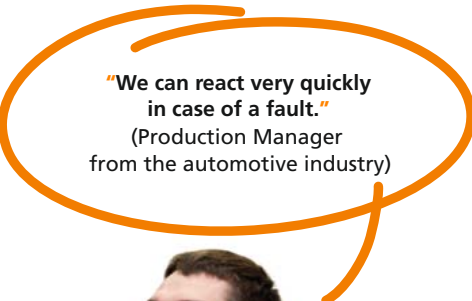 "We can react very quickly
in case of a fault."
(Production Manager
from the automotive industry)